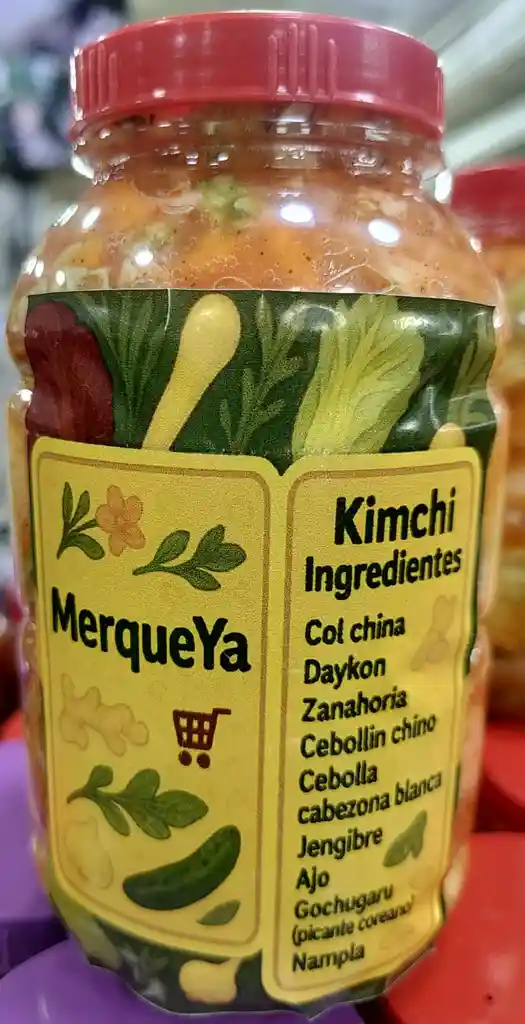 MerqueYa
Kimchi
Ingredientes
Col china
Daykon
Zanahoria
Cebollin chino
Cebolla
cabezona blanca
Jengibre
Ajo
Gochugaru
(picante coreano)
Nampla